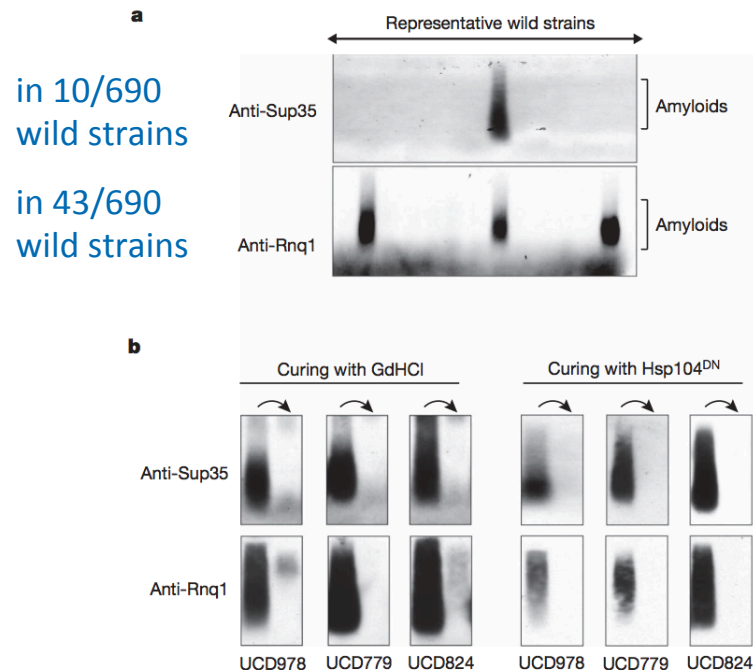 a
Representative wild strains
in 10/690
wild strains
Anti-Sup35
Amyloids
in 43/690
wild strains
Anti-Rnq1
Amyloids
b
Curing with GdHCl
Curing with Hsp104DN
Anti-Sup35
Anti-Rnq1
UCD978 UCD779 UCD824 UCD978 UCD779 UCD824